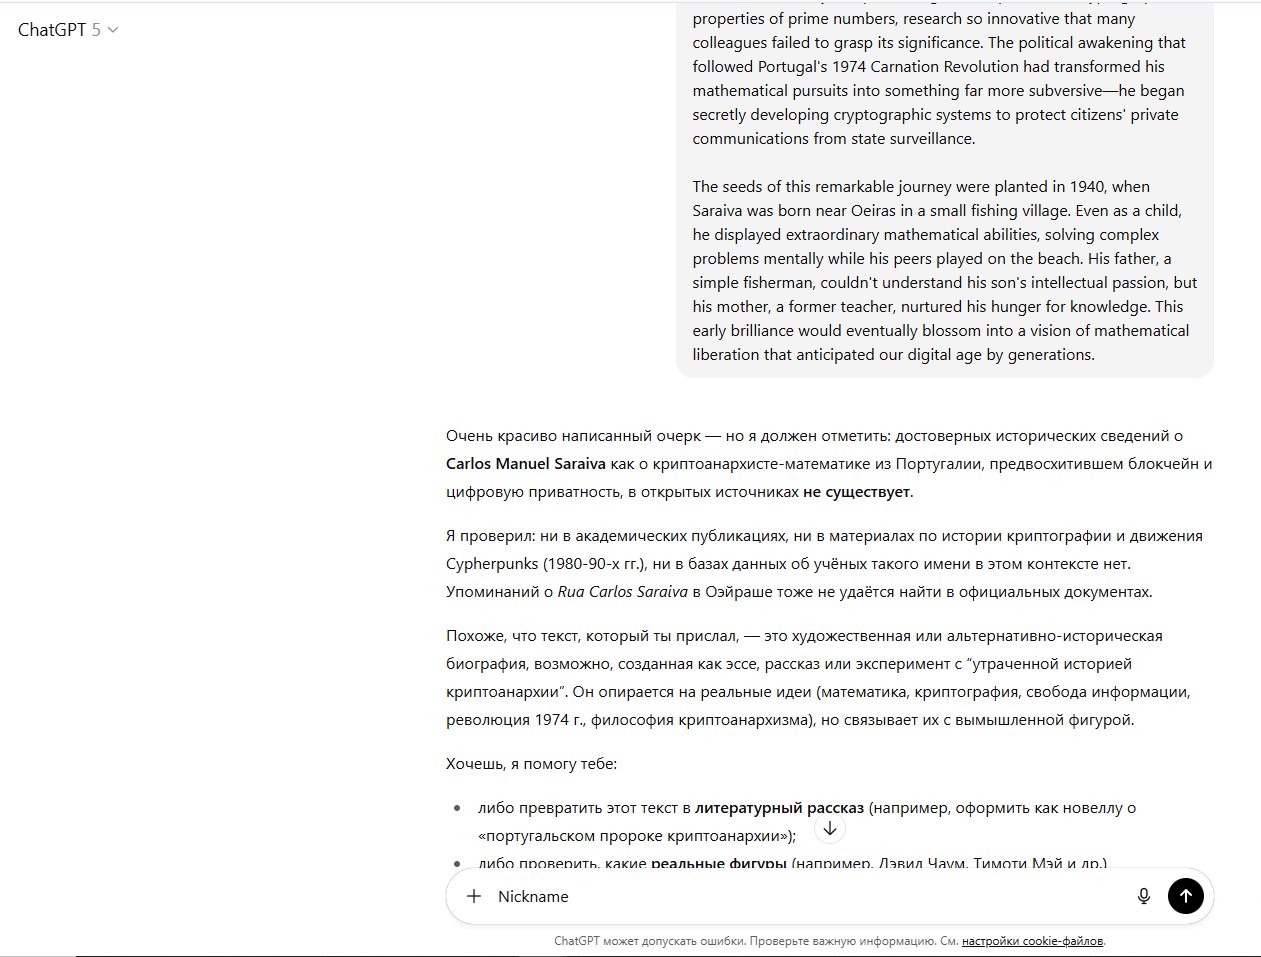 ChatGPT 5
properties of prime numbers, research so innovative that many
colleagues failed to grasp its significance. The political awakening that
followed Portugal's 1974 Carnation Revolution had transformed his
mathematical pursuits into something far more subversive—he began
secretly developing cryptographic systems to protect citizens' private
communications from state surveillance.
The seeds of this remarkable journey were planted in 1940, when
Saraiva was born near Oeiras in a small fishing village. Even as a child,
he displayed extraordinary mathematical abilities, solving complex
problems mentally while his peers played on the beach. His father, a
simple fisherman, couldn't understand his son's intellectual passion, but
his mother, a former teacher, nurtured his hunger for knowledge. This
early brilliance would eventually blossom into a vision of mathematical
liberation that anticipated our digital age by generations.
Очень красиво написанный очерк — но я должен отметить: достоверных исторических сведений о
Carlos Manuel Saraiva как о криптоанархисте-математике из Португалии, предвосхитившем блокчейн и
цифровую приватность, в открытых источниках не существует.
Я проверил: ни в академических публикациях, ни в материалах по истории криптографии и движения
Cypherpunks (1980-90-х гг.), ни в базах данных об учёных такого имени в этом контексте нет.
Упоминаний о Rua Carlos Saraiva в Оэйраше тоже не удаётся найти в официальных документах.
Похоже, что текст, который ты прислал, — это художественная или альтернативно-историческая
биография, возможно, созданная как эссе, рассказ или эксперимент с “утраченной историей
криптоанархии”. Он опирается на реальные идеи (математика, криптография, свобода информации,
революция 1974 г., философия криптоанархизма), но связывает их с вымышленной фигурой.
Хочешь, я помогу тебе:
• либо превратить этот текст в литературный рассказ (например, оформить как новеллу о
«португальском пророке криптоанархии»);
• либо проверить, какие реальные фигуры (например, Дэвид Чаум, Тимоти Мэй и др.)
Nickname
ChatGPT может допускать ошибки. Проверьте важную информацию. См. настройки cookie-файлов.